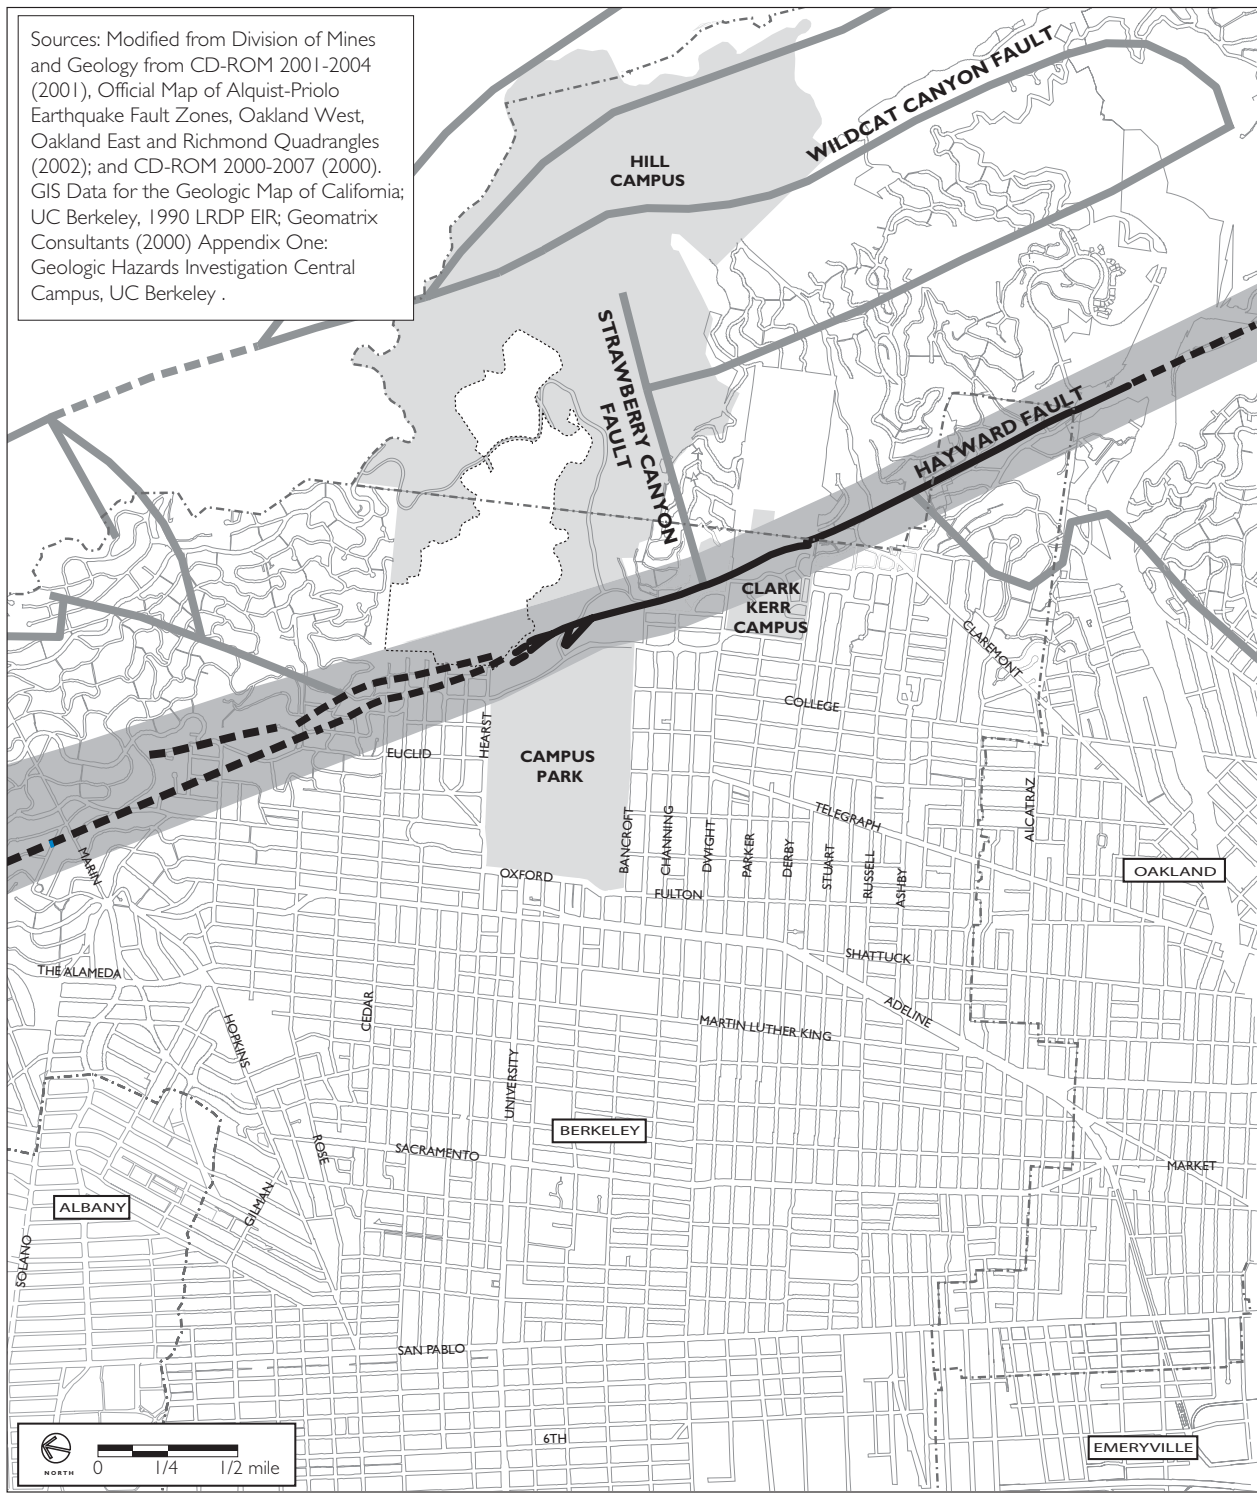 Sources: Modified from Division of Mines
and Geology from CD-ROM 2001-2004
(2001), Official Map of Alquist-Priolo
Earthquake Fault Zones, Oakland West,
Oakland East and Richmond Quadrangles
(2002); and CD-ROM 2000-2007 (2000).
GIS Data for the Geologic Map of California;
UC Berkeley, 1990 LRDP EIR; Geomatrix
Consultants (2000) Appendix One:
Geologic Hazards Investigation Central
Campus, UC Berkeley .
WILDCAT CANYON FAULT
HILL
CAMPUS
STRAWBERRY CANYON
FAULT
HAYWARD FAULT
CLARK
KERR
CAMPUS
CLAREMONT
COLLEGE
EUCLID
HEARST
CAMPUS
PARK
BANCROFT
CHANNING
DWIGHT
PARKER
DERBY
TELEGRAPH
STUART
RUSSELL
ASHBY
ALCATRAZ
MARIN
OXFORD
FULTON
OAKLAND
THE ALAMEDA
SHATTUCK
CEDAR
HOPKINS
ADELINE
MARTIN LUTHER KING
UNIVERSITY
BERKELEY
ROSE
SACRAMENTO
MARKET
ALBANY
GILMAN
SOLANO
SAN PABLO
6TH
EMERYVILLE
NORTH
0 1/4 1/2 mile